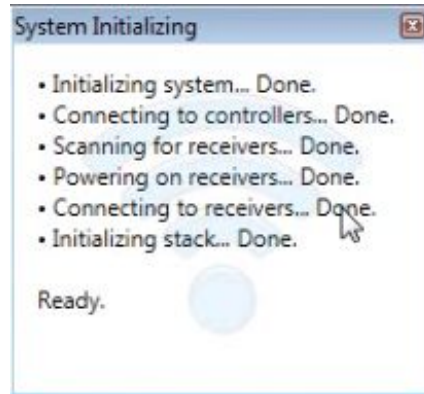 System Initializing
• Initializing system... Done.
• Connecting to controllers... Done.
• Scanning for receivers... Done.
• Powering on receivers... Done.
• Connecting to receivers... Done.
• Initializing stack... Done.
Ready.